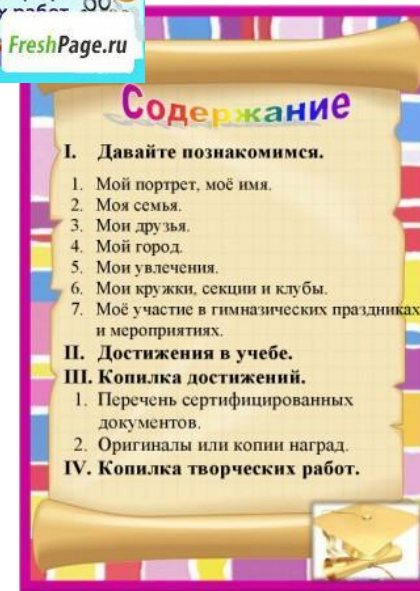 FreshPage.ru
Содержание
I. Давайте познакомимся.
1. Мой портрет, моё имя.
2. Моя семья.
3. Мои друзья.
4. Мой город.
5. Мои увлечения.
6. Мои кружки, секции и клубы.
7. Моё участие в гимназических праздниках
и мероприятиях.
II. Достижения в учебе.
III. Копилка достижений.
1. Перечень сертифицированных
документов.
2. Оригиналы или копии наград.
IV. Копилка творческих работ.